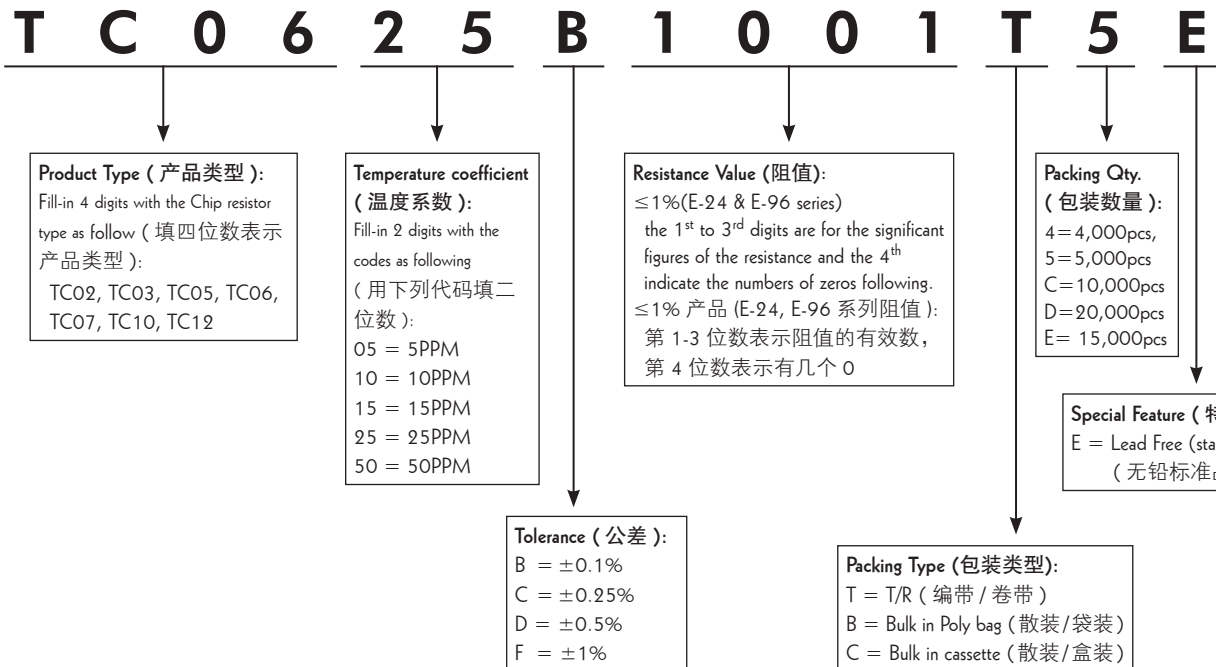 TC0625B1001T5E
Product Type ( 产品类型 ):
Fill-in 4 digits with the Chip resistor
type as follow ( 填四位数表示
产品类型 ):
TC02, TC03, TC05, TC06,
TC07, TC10, TC12
Temperature coefficient
( 温度系数 ):
Fill-in 2 digits with the
codes as following
( 用下列代码填二
位数 ):
05 = 5PPM
10 = 10PPM
15 = 15PPM
25 = 25PPM
50 = 50PPM
Resistance Value (阻值):
≤1%(E-24 & E-96 series)
the 1st to 3rd digits are for the significant
figures of the resistance and the 4th
indicate the numbers of zeros following.
≤1% 产品 (E-24, E-96 系列阻值 ):
第 1-3 位数表示阻值的有效数,
第 4 位数表示有几个 0
Packing Qty.
( 包装数量 ):
4=4,000pcs,
5=5,000pcs
C=10,000pcs
D=20,000pcs
E= 15,000pcs
Special Feature ( 特
E = Lead Free (sta
( 无铅标准
Tolerance ( 公差 ):
B = ±0.1%
C = ±0.25%
D = ±0.5%
F = ±1%
Packing Type (包装类型):
T = T/R ( 编带 / 卷带 )
B = Bulk in Poly bag ( 散装/袋装 )
C = Bulk in cassette ( 散装/盒装 )